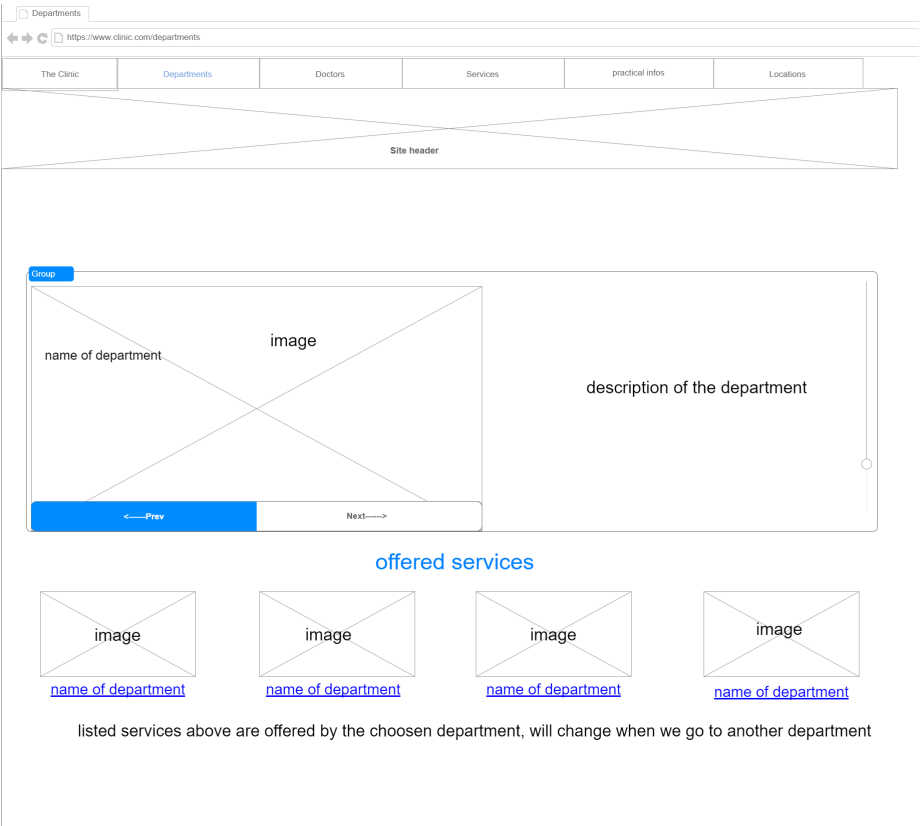 Departments
https://www.clinic.com/departments
The Clinic Departments Doctors Services practical infos Locations
Site header
Group
image
name of department
description of the department
<-----Prev Next------>
offered services
image image image image
name of department name of department name of department name of department
listed services above are offered by the choosen department, will change when we go to another department